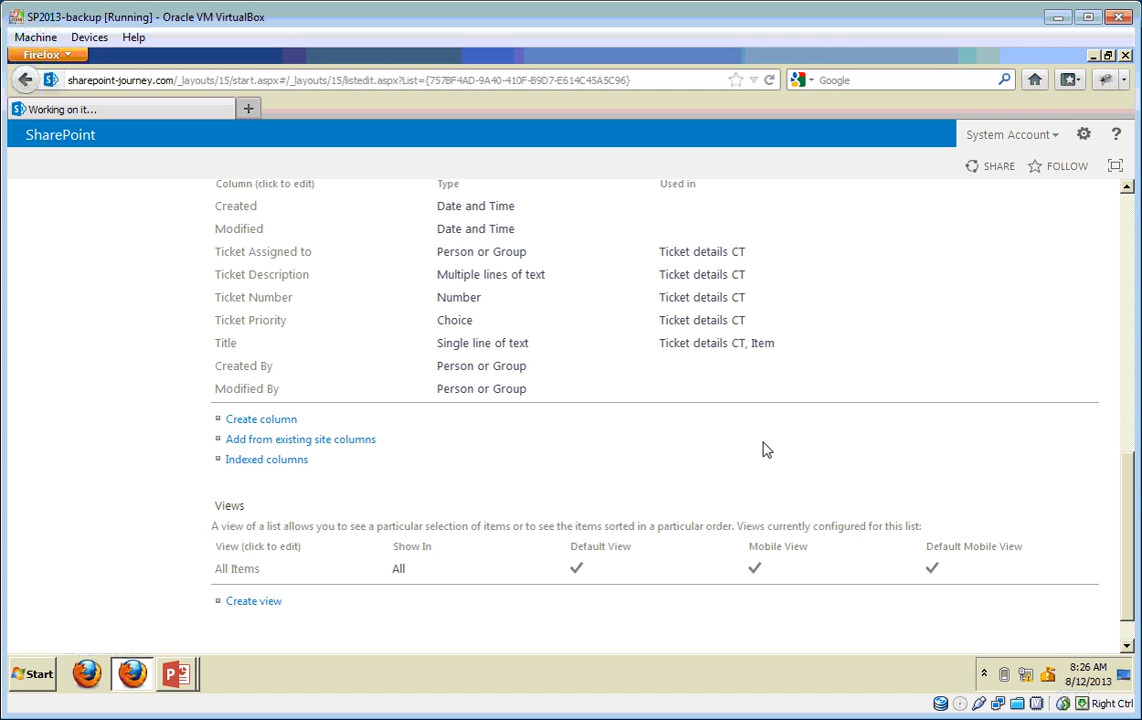 SP2013-backup [Running] - Oracle VM VirtualBox
Machine Devices Help
Firefox
sharepoint-journey.com/_layouts/15/start.aspx#/_layouts/15/listedit.aspx?List={757BF4AD-9A40-410F-B9D7-E614C45A5C96}
Google
Working on it...
SharePoint
System Account
SHARE FOLLOW
Column (click to edit) Type Used in
Created Date and Time
Modified Date and Time
Ticket Assigned to Person or Group Ticket details CT
Ticket Description Multiple lines of text Ticket details CT
Ticket Number Number Ticket details CT
Ticket Priority Choice Ticket details CT
Title Single line of text Ticket details CT, Item
Created By Person or Group
Modified By Person or Group
Create column
Add from existing site columns
Indexed columns
Views
A view of a list allows you to see a particular selection of items or to see the items sorted in a particular order. Views currently configured for this list:
View (click to edit) Show In Default View Mobile View Default Mobile View
All Items All
Create view
Start
8:26 AM
8/12/2013
Right Ctrl